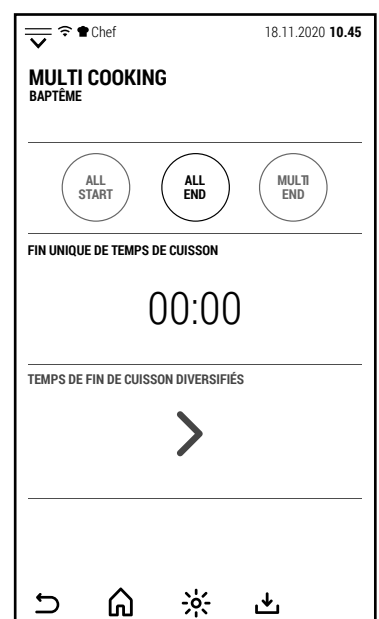 Chef 18.11.2020 10.45
MULTI COOKING
BAPTÊME
ALL START
ALL END
MULTI END
FIN UNIQUE DE TEMPS DE CUISSON
00:00
TEMPS DE FIN DE CUISSON DIVERSIFIÉS